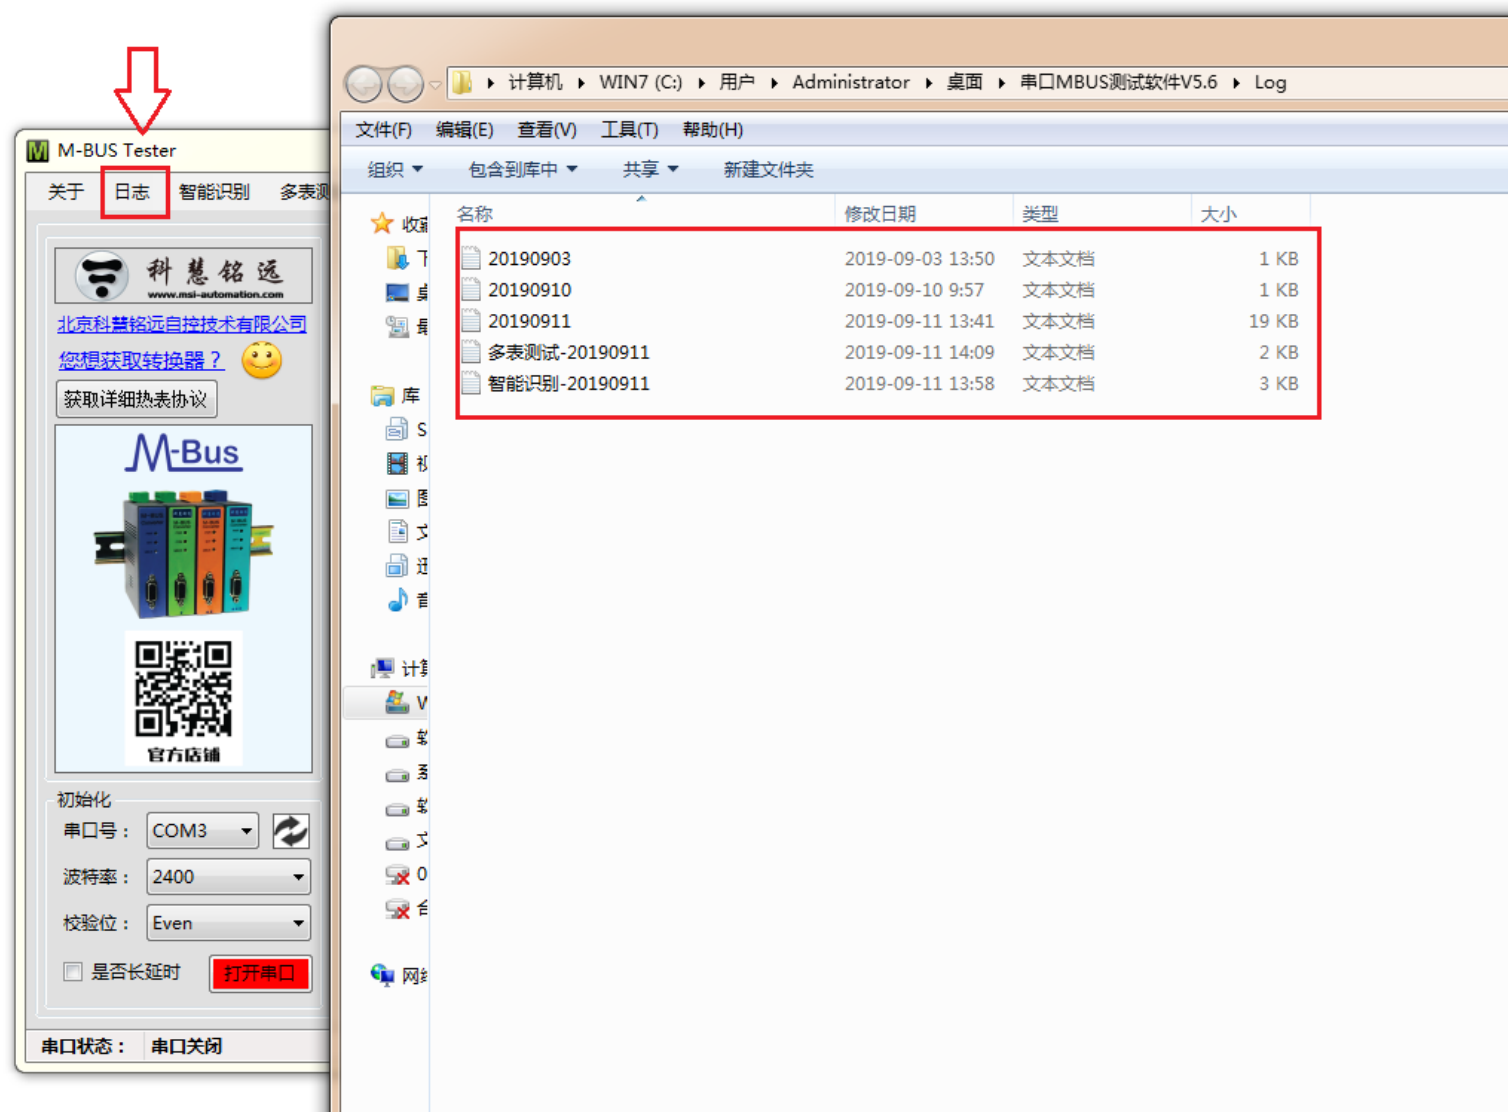 M-BUS Tester
关于 日志 智能识别 多表测
科慧铭远
www.msi-automation.com
北京科慧铭远自控技术有限公司
您想获取转换器？
获取详细热表协议
M-Bus
官方店铺
初始化
串口号： COM3
波特率： 2400
校验位： Even
是否长延时 打开串口
串口状态： 串口关闭
计算机 WIN7 (C:) 用户 Administrator 桌面 串口MBUS测试软件V5.6 Log
文件(F) 编辑(E) 查看(V) 工具(T) 帮助(H)
组织 包含到库中 共享 新建文件夹
收藏
库
计算
网络
名称 修改日期 类型 大小
20190903 2019-09-03 13:50 文本文档 1 KB
20190910 2019-09-10 9:57 文本文档 1 KB
20190911 2019-09-11 13:41 文本文档 19 KB
多表测试-20190911 2019-09-11 14:09 文本文档 2 KB
智能识别-20190911 2019-09-11 13:58 文本文档 3 KB